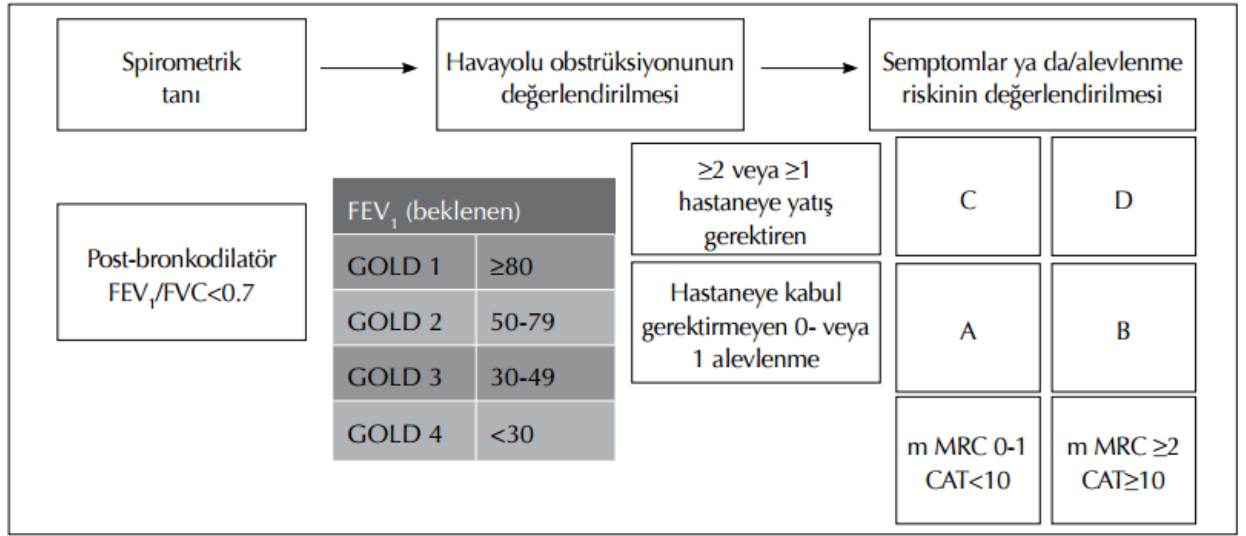 Spirometrik
tanı
Havayolu obstrüksiyonunun
değerlendirilmesi
Semptomlar ya da/alevlenme
riskinin değerlendirilmesi
Post-bronkodilatör
FEV1/FVC<0.7
FEV1 (beklenen)
GOLD 1 ≥80
GOLD 2 50-79
GOLD 3 30-49
GOLD 4 <30
≥2 veya ≥1
hastaneye yatış
gerektiren
Hastaneye kabul
gerektirmeyen 0- veya
1 alevlenme
C D
A B
m MRC 0-1
CAT<10
m MRC ≥2
CAT≥10